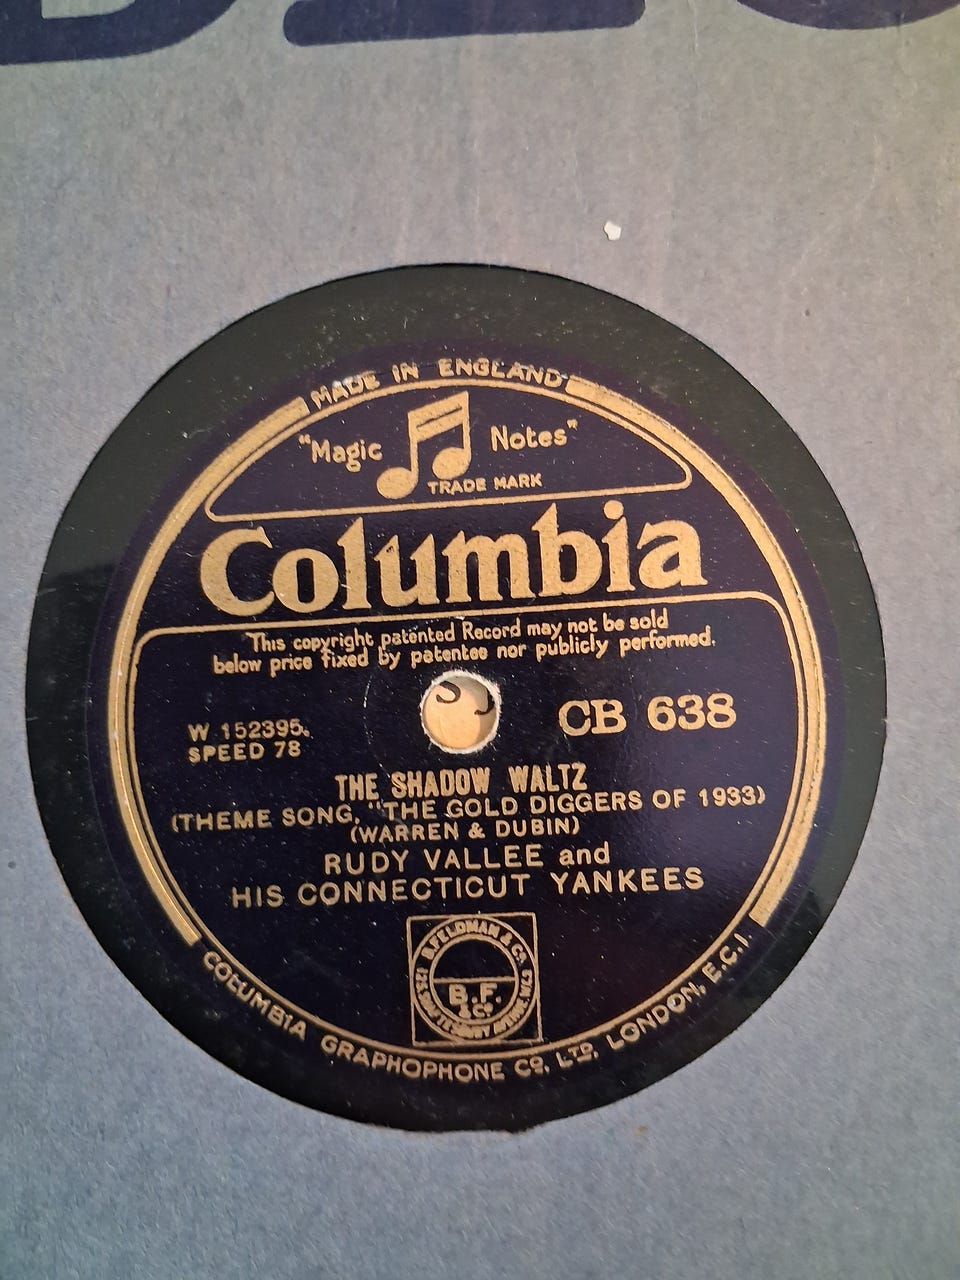 MADE IN ENGLAND
"Magic Notes"
TRADE MARK
Columbia
This copyright patented Record may not be sold
below price fixed by patentee nor publicly performed.
W 152395.
SPEED 78
CB 638
THE SHADOW WALTZ
(THEME SONG, "THE GOLD DIGGERS OF 1933)
(WARREN & DUBIN)
RUDY VALLEE and
HIS CONNECTICUT YANKEES
B. FELDMAN & Co.
B.F.
& Co.
COLUMBIA GRAPHOPHONE Co. LTD. LONDON, E.C.1.